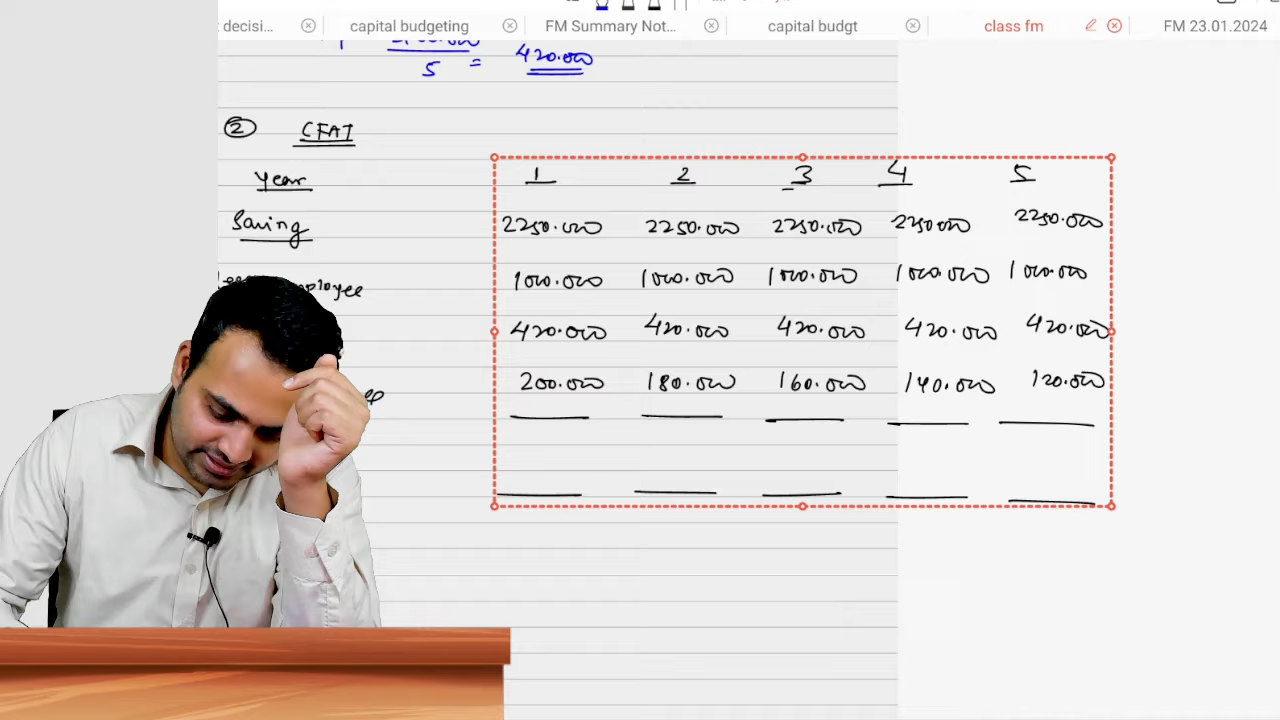 t decisi... capital budgeting FM Summary Not... capital budgt class fm FM 23.01.2024
5 = 420.000
② CFAT
Year 1 2 3 4 5
Saving 2250.000 2250.000 2250.000 2250.000 2250.000
1000.000 1000.000 1000.000 1000.000 1000.000
420.000 420.000 420.000 420.000 420.000
200.000 180.000 160.000 140.000 120.000